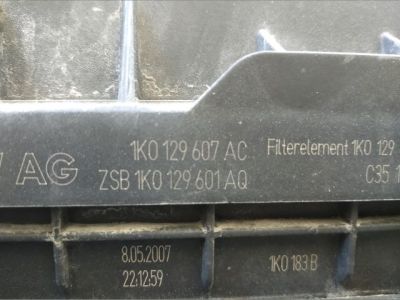 AG
1K0 129 607 AC
ZSB 1K0 129 601 AQ
Filterelement 1K0 129
C35 1
8.05.2007
22:12:59
1K0 183 B